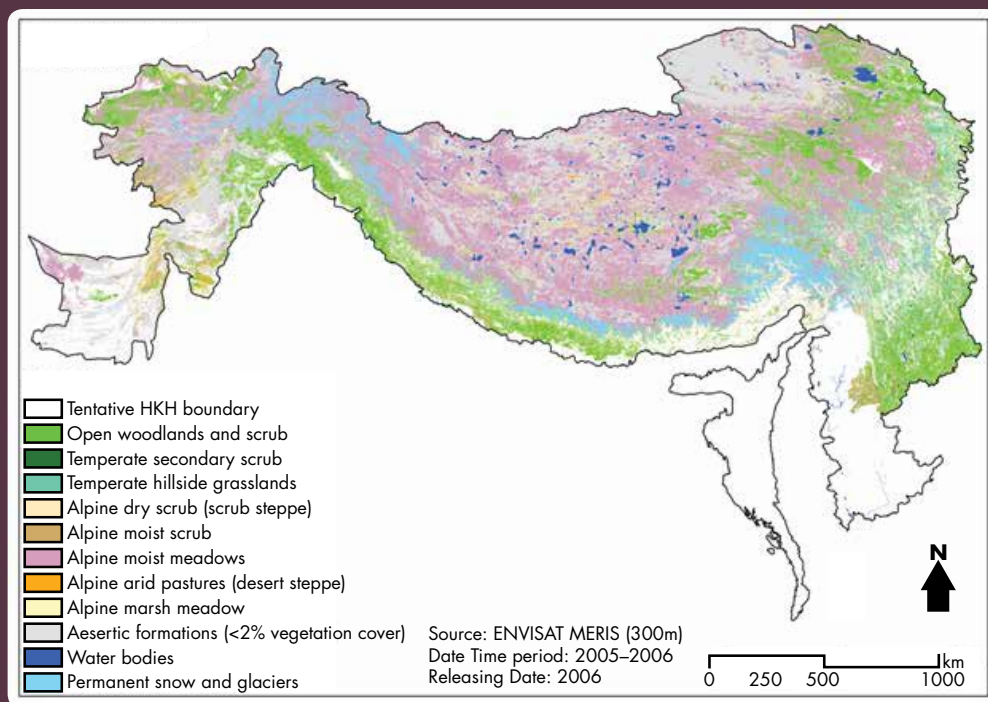 Tentative HKH boundary
Open woodlands and scrub
Temperate secondary scrub
Temperate hillside grasslands
Alpine dry scrub (scrub steppe)
Alpine moist scrub
Alpine moist meadows
Alpine arid pastures (desert steppe)
Alpine marsh meadow
Aesertic formations (<2% vegetation cover)
Water bodies
Permanent snow and glaciers
Source: ENVISAT MERIS (300m)
Date Time period: 2005–2006
Releasing Date: 2006
N
km
0 250 500 1000